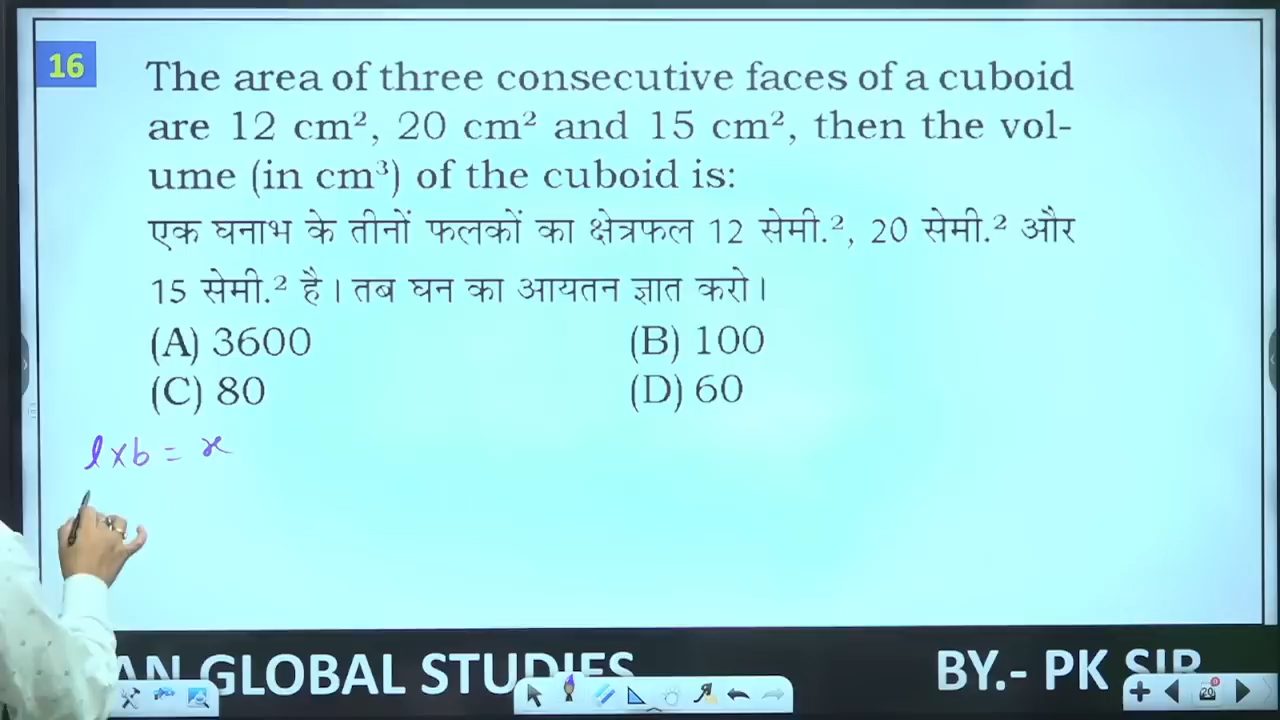 16
The area of three consecutive faces of a cuboid
are 12 cm², 20 cm² and 15 cm², then the vol-
ume (in cm³) of the cuboid is:
एक घनाभ के तीनों फलकों का क्षेत्रफल 12 सेमी.², 20 सेमी.² और
15 सेमी.² है। तब घन का आयतन ज्ञात करो।
(A) 3600 (B) 100
(C) 80 (D) 60
l × b = x
AN GLOBAL STUDIES BY.- PK SIR
20